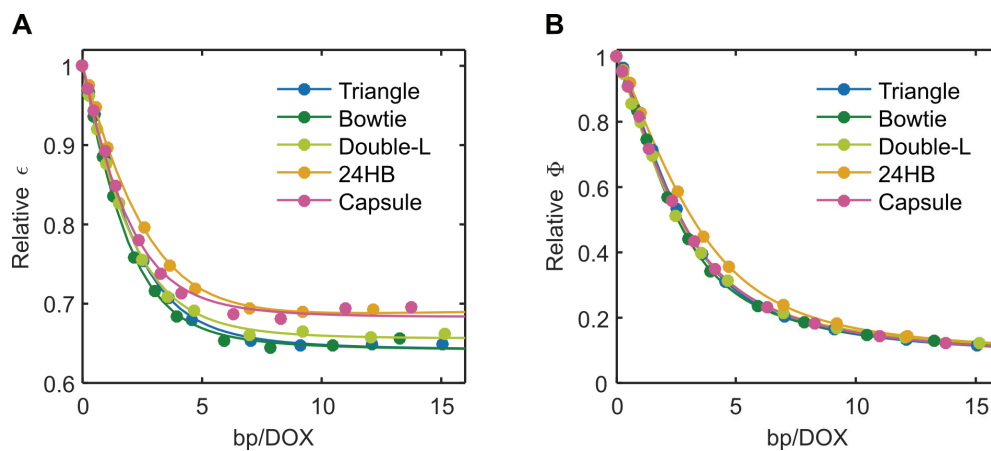 A
Relative ϵ
1
0.9
0.8
0.7
0.6
0
5
10
15
bp/DOX
Triangle
Bowtie
Double-L
24HB
Capsule
B
Relative Φ
1
0.8
0.6
0.4
0.2
0
0
5
10
15
bp/DOX
Triangle
Bowtie
Double-L
24HB
Capsule